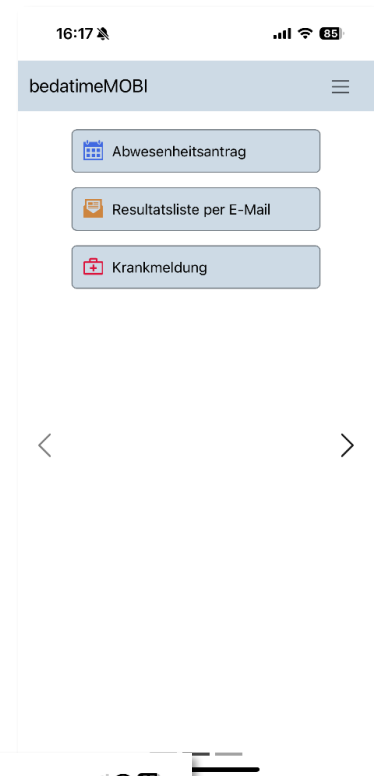 16:17
85
bedatimeMOBI
Abwesenheitsantrag
Resultatsliste per E-Mail
Krankmeldung